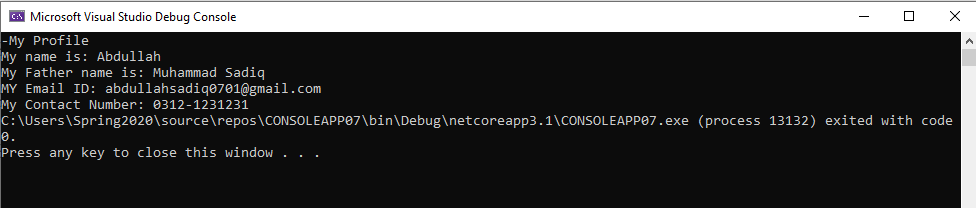 Microsoft Visual Studio Debug Console
-My Profile
My name is: Abdullah
My Father name is: Muhammad Sadiq
MY Email ID: abdullahsadiq0701@gmail.com
My Contact Number: 0312-1231231
C:\Users\Spring2020\source\repos\CONSOLEAPP07\bin\Debug\netcoreapp3.1\CONSOLEAPP07.exe (process 13132) exited with code
0.
Press any key to close this window . . .